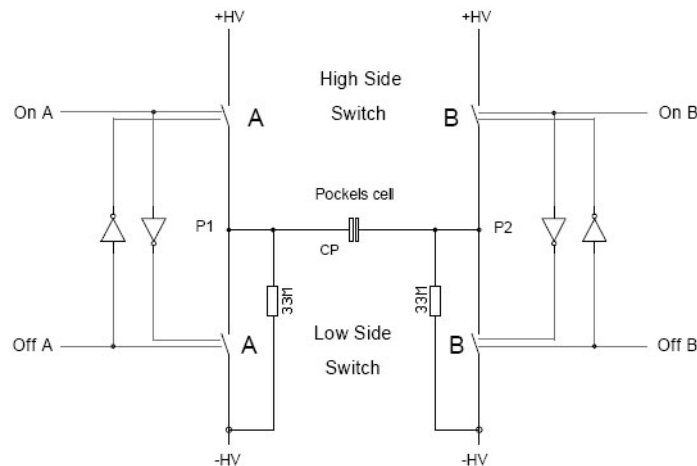 +HV
+HV
High Side
Switch
On A
A
B
On B
Pockels cell
P1
P2
CP
33M
33M
Low Side
Switch
Off A
A
B
Off B
-HV
-HV